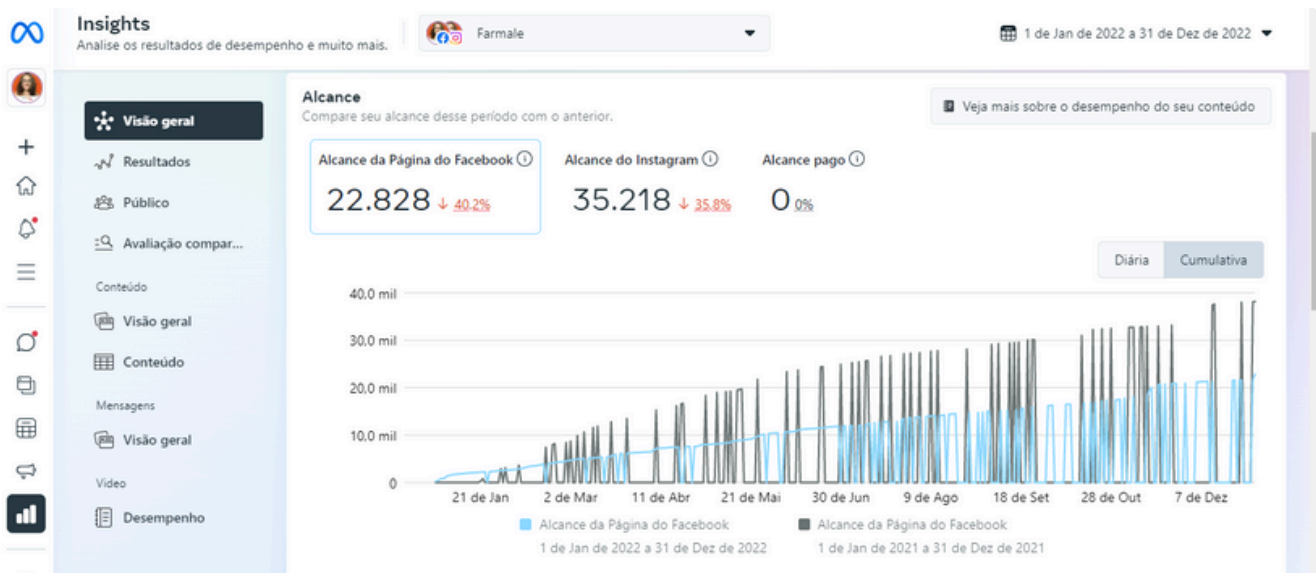 Insights
Analise os resultados de desempenho e muito mais.
Farmale
1 de Jan de 2022 a 31 de Dez de 2022
Visão geral
Resultados
Público
Avaliação compar...
Conteúdo
Visão geral
Conteúdo
Mensagens
Visão geral
Vídeo
Desempenho
Alcance
Compare seu alcance desse período com o anterior.
Veja mais sobre o desempenho do seu conteúdo
Alcance da Página do Facebook
22.828 ↓ 40,2%
Alcance do Instagram
35.218 ↓ 35,8%
Alcance pago
0 0%
Diária
Cumulativa
40,0 mil
30,0 mil
20,0 mil
10,0 mil
0
21 de Jan 2 de Mar 11 de Abr 21 de Mai 30 de Jun 9 de Ago 18 de Set 28 de Out 7 de Dez
Alcance da Página do Facebook
1 de Jan de 2022 a 31 de Dez de 2022
Alcance da Página do Facebook
1 de Jan de 2021 a 31 de Dez de 2021